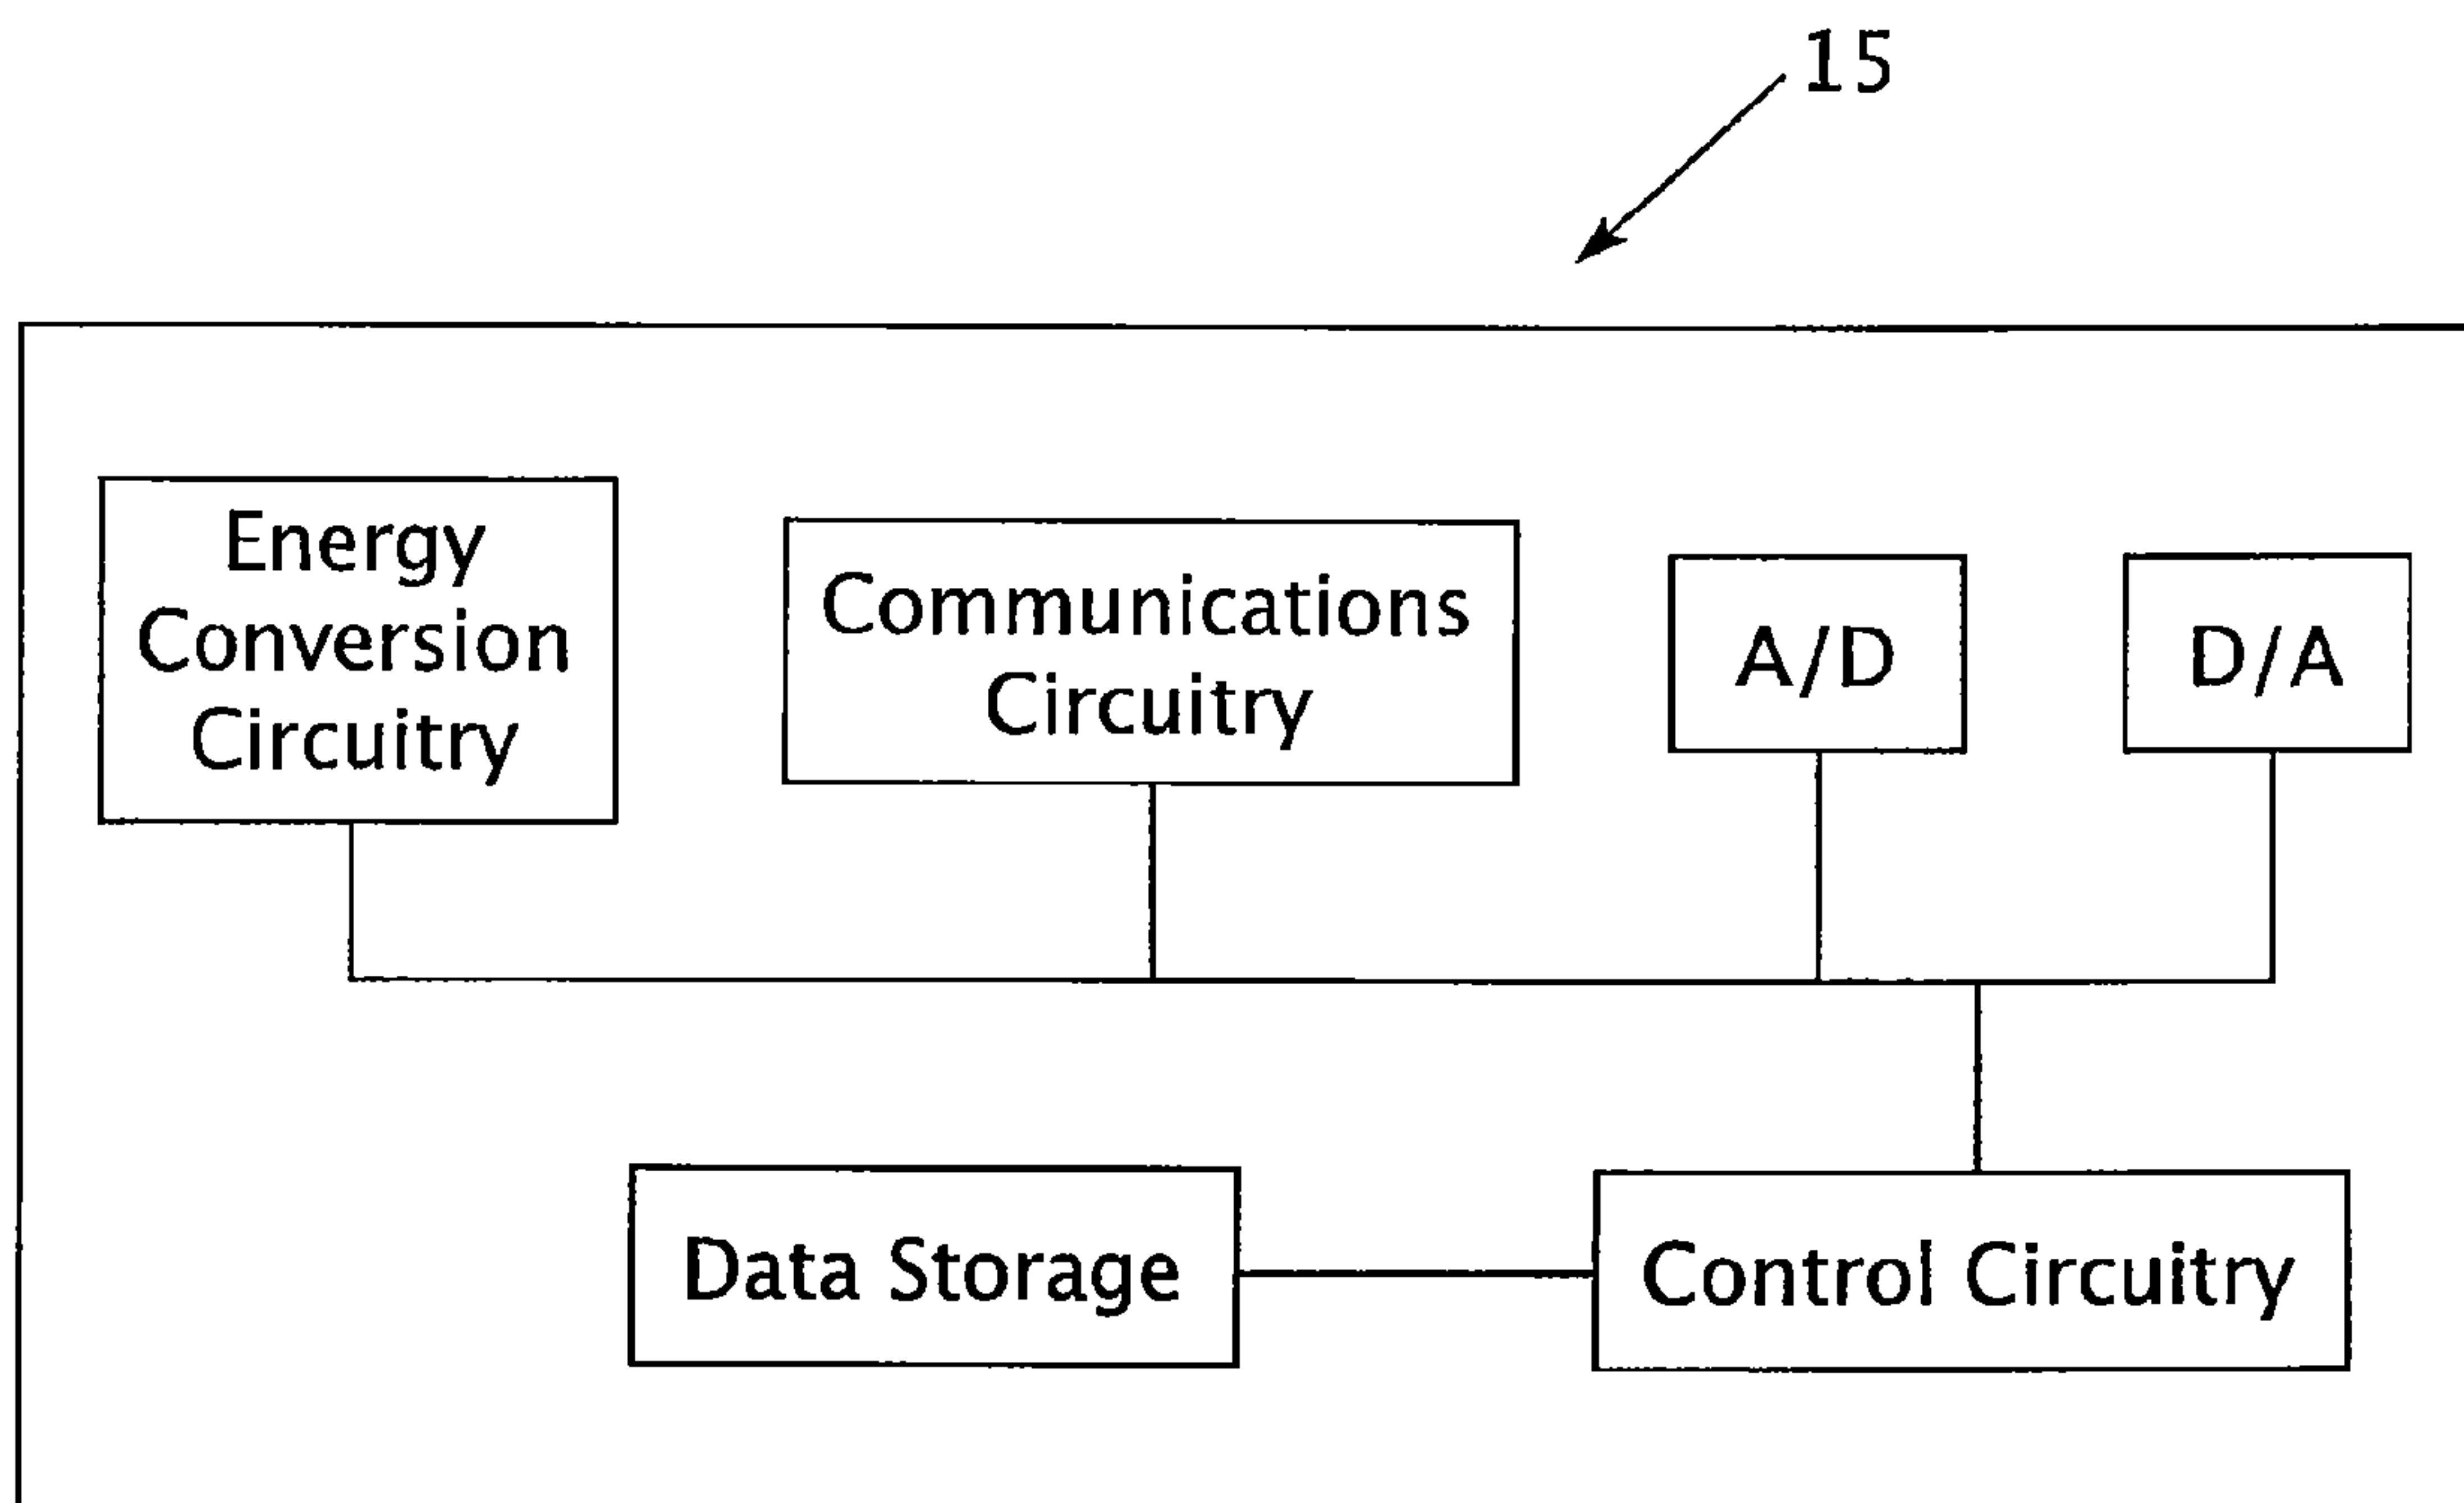 15
Energy
Conversion
Circuitry
Communications
Circuitry
A/D
D/A
Data Storage
Control Circuitry